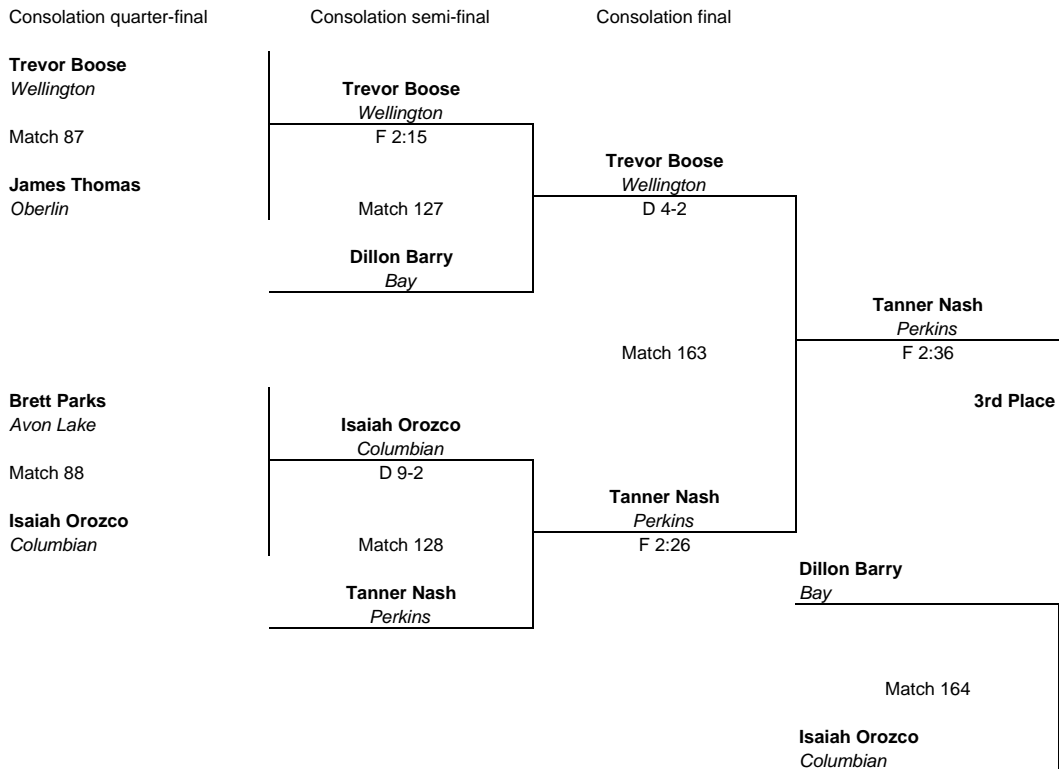 Consolation quarter-final
Consolation semi-final
Consolation final
Trevor Boose
Wellington
Match 87
James Thomas
Oberlin
Trevor Boose
Wellington
F 2:15
Match 127
Dillon Barry
Bay
Trevor Boose
Wellington
D 4-2
Match 163
Tanner Nash
Perkins
F 2:36
3rd Place
Brett Parks
Avon Lake
Match 88
Isaiah Orozco
Columbian
Isaiah Orozco
Columbian
D 9-2
Match 128
Tanner Nash
Perkins
Tanner Nash
Perkins
F 2:26
Dillon Barry
Bay
Match 164
Isaiah Orozco
Columbian